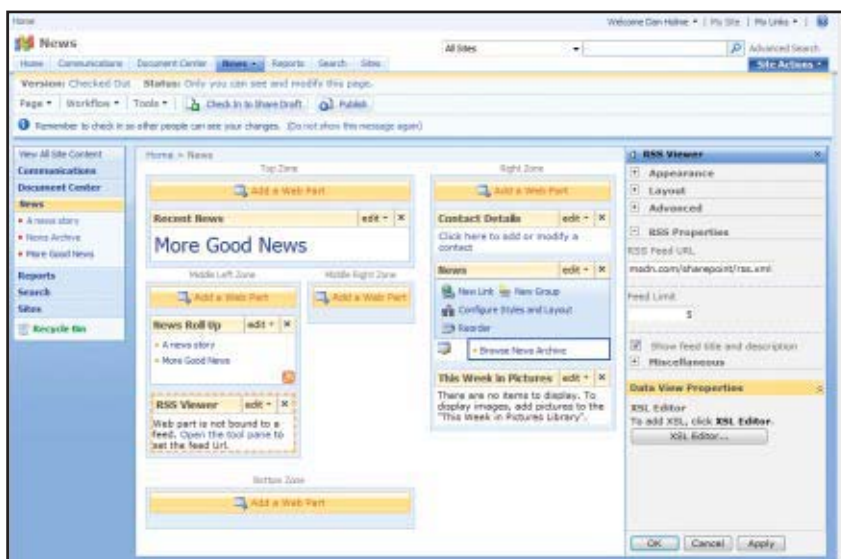 Home
Welcome Dan Holme
My Site
My Links
News
All Sites
Advanced Search
Home Communications Document Center News Reports Search Sites
Site Actions
Version: Checked Out Status: Only you can see and modify this page.
Page Workflow Tools Check In to Share Draft Publish
Remember to check in so other people can see your changes. (Do not show this message again)
View All Site Content
Communications
Document Center
News
A news story
News Archive
More Good News
Reports
Search
Sites
Recycle Bin
Home > News
Top Zone
Add a Web Part
Recent News edit
More Good News
Middle Left Zone
Add a Web Part
News Roll Up edit
A news story
More Good News
RSS Viewer edit
Web part is not bound to a
feed. Open the tool pane to
set the feed Url.
Middle Right Zone
Add a Web Part
Bottom Zone
Add a Web Part
Right Zone
Add a Web Part
Contact Details edit
Click here to add or modify a
contact
News edit
New Link New Group
Configure Styles and Layout
Reorder
Browse News Archive
This Week in Pictures edit
There are no items to display. To
display images, add pictures to the
"This Week in Pictures Library".
RSS Viewer
Appearance
Layout
Advanced
RSS Properties
RSS Feed URL
msdn.com/sharepoint/rss.xml
Feed Limit
5
Show feed title and description
Miscellaneous
Data View Properties
XSL Editor
To add XSL, click XSL Editor.
XSL Editor...
OK Cancel Apply